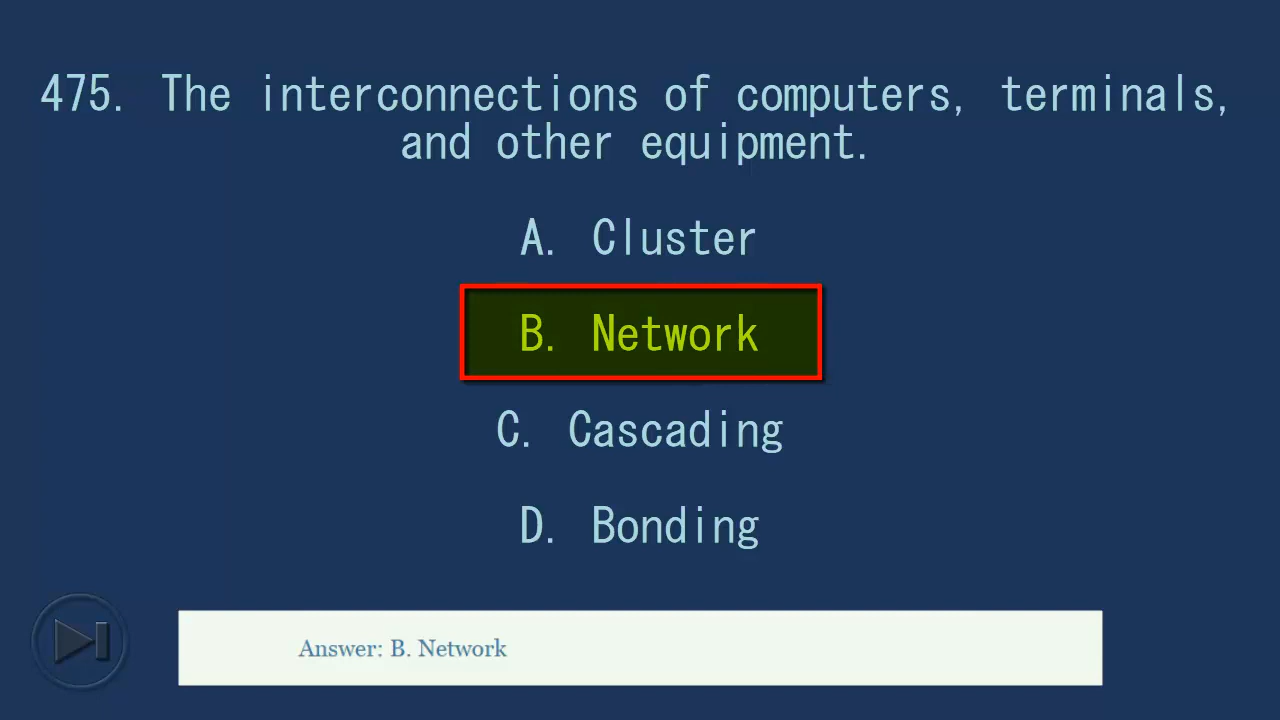 475. The interconnections of computers, terminals,
and other equipment.
A. Cluster
B. Network
C. Cascading
D. Bonding
Answer: B. Network